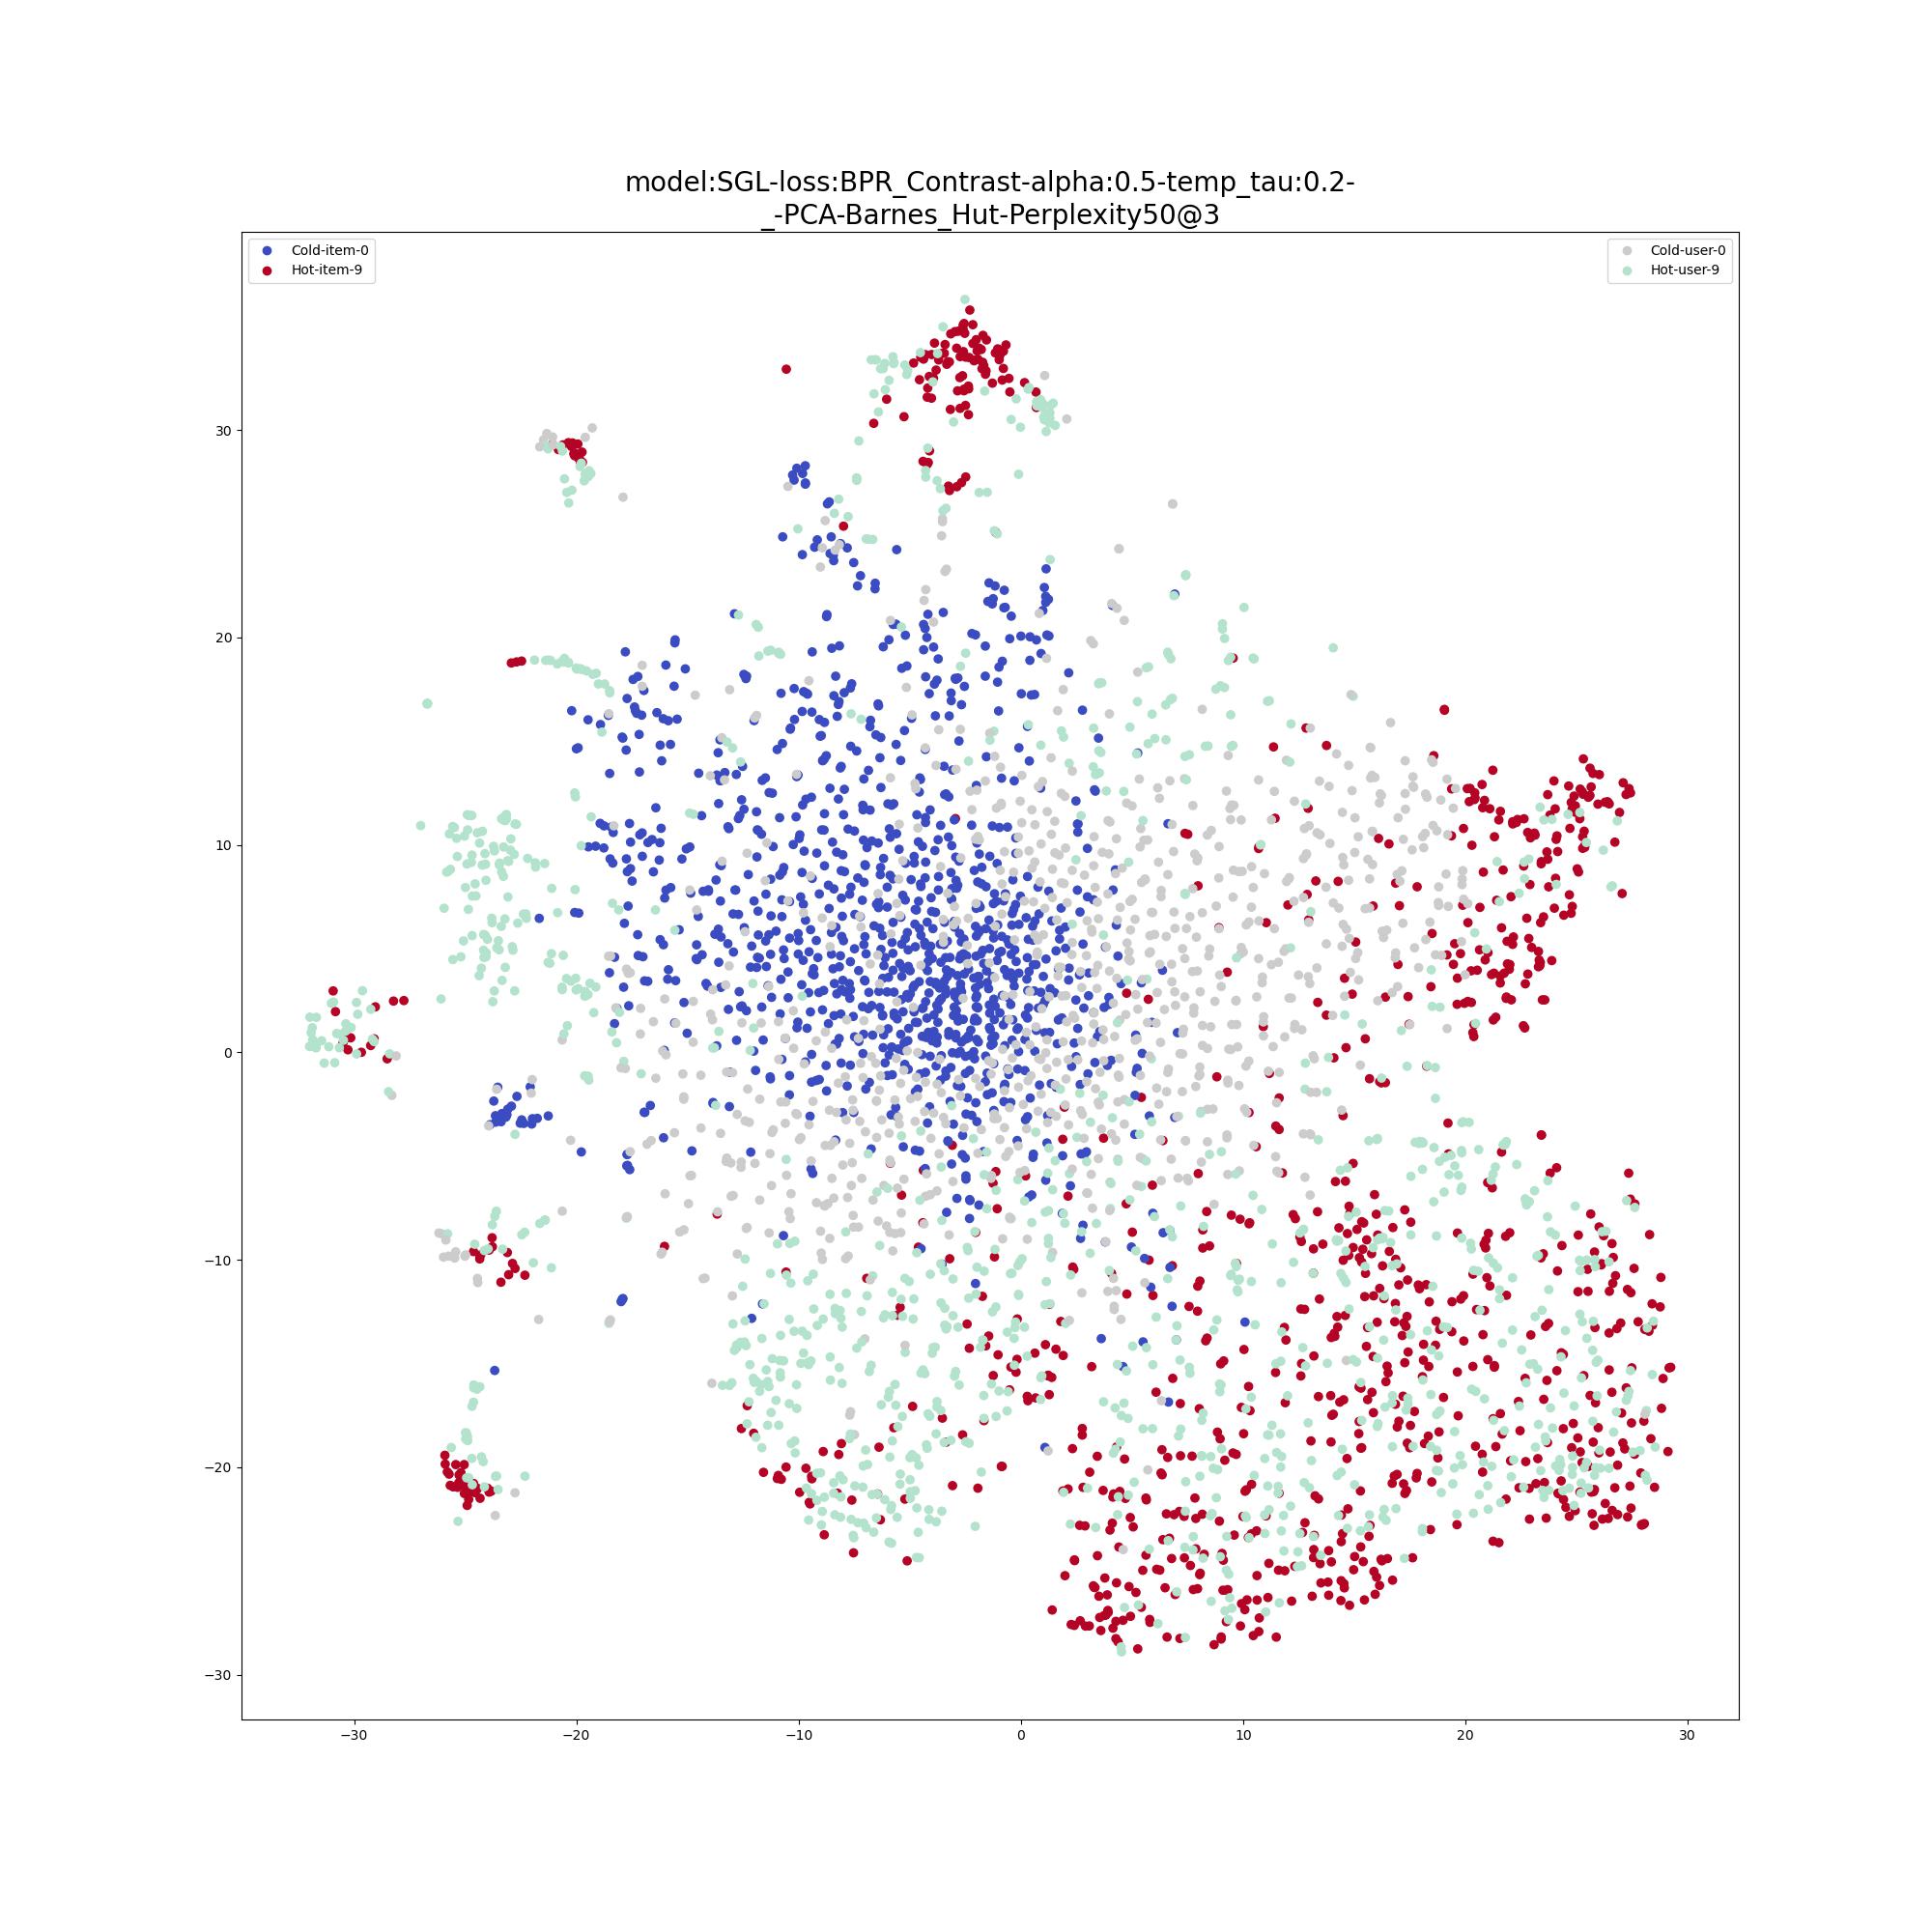 model:SGL-loss:BPR_Contrast-alpha:0.5-temp_tau:0.2-
_-PCA-Barnes_Hut-Perplexity50@3
Cold-item-0
Hot-item-9
Cold-user-0
Hot-user-9
30
20
10
0
−10
−20
−30
−30
−20
−10
0
10
20
30